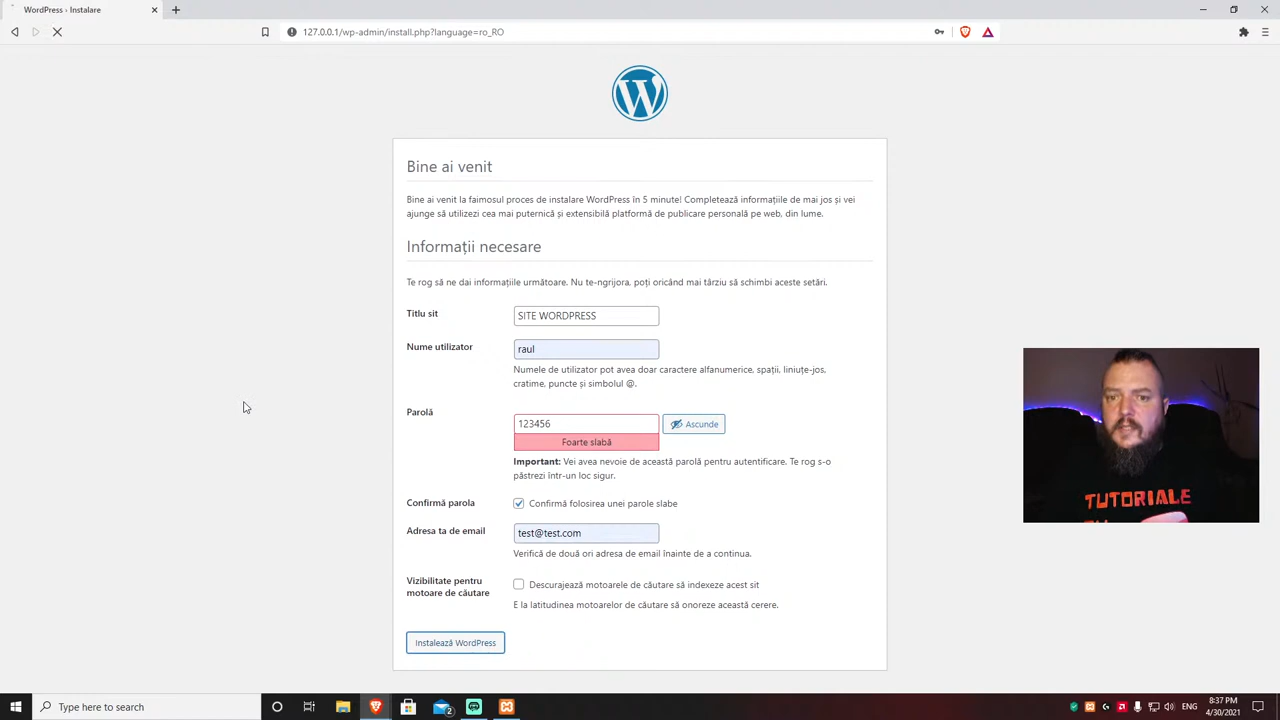 WordPress › Instalare
127.0.0.1/wp-admin/install.php?language=ro_RO
Bine ai venit
Bine ai venit la faimosul proces de instalare WordPress în 5 minute! Completează informațiile de mai jos și vei
ajunge să utilizezi cea mai puternică și extensibilă platformă de publicare personală pe web, din lume.
Informații necesare
Te rog să ne dai informațiile următoare. Nu te-ngrijora, poți oricând mai târziu să schimbi aceste setări.
Titlu sit
SITE WORDPRESS
Nume utilizator
raul
Numele de utilizator pot avea doar caractere alfanumerice, spații, liniuțe-jos,
cratime, puncte și simbolul @.
Parolă
123456
Ascunde
Foarte slabă
Important: Vei avea nevoie de această parolă pentru autentificare. Te rog s-o
păstrezi într-un loc sigur.
Confirmă parola
Confirmă folosirea unei parole slabe
Adresa ta de email
test@test.com
Verifică de două ori adresa de email înainte de a continua.
Vizibilitate pentru
motoare de căutare
Descurajează motoarele de căutare să indexeze acest sit
E la latitudinea motoarelor de căutare să onoreze această cerere.
Instalează WordPress
TUTORIALE
Type here to search
2
ENG
8:37 PM
4/30/2021